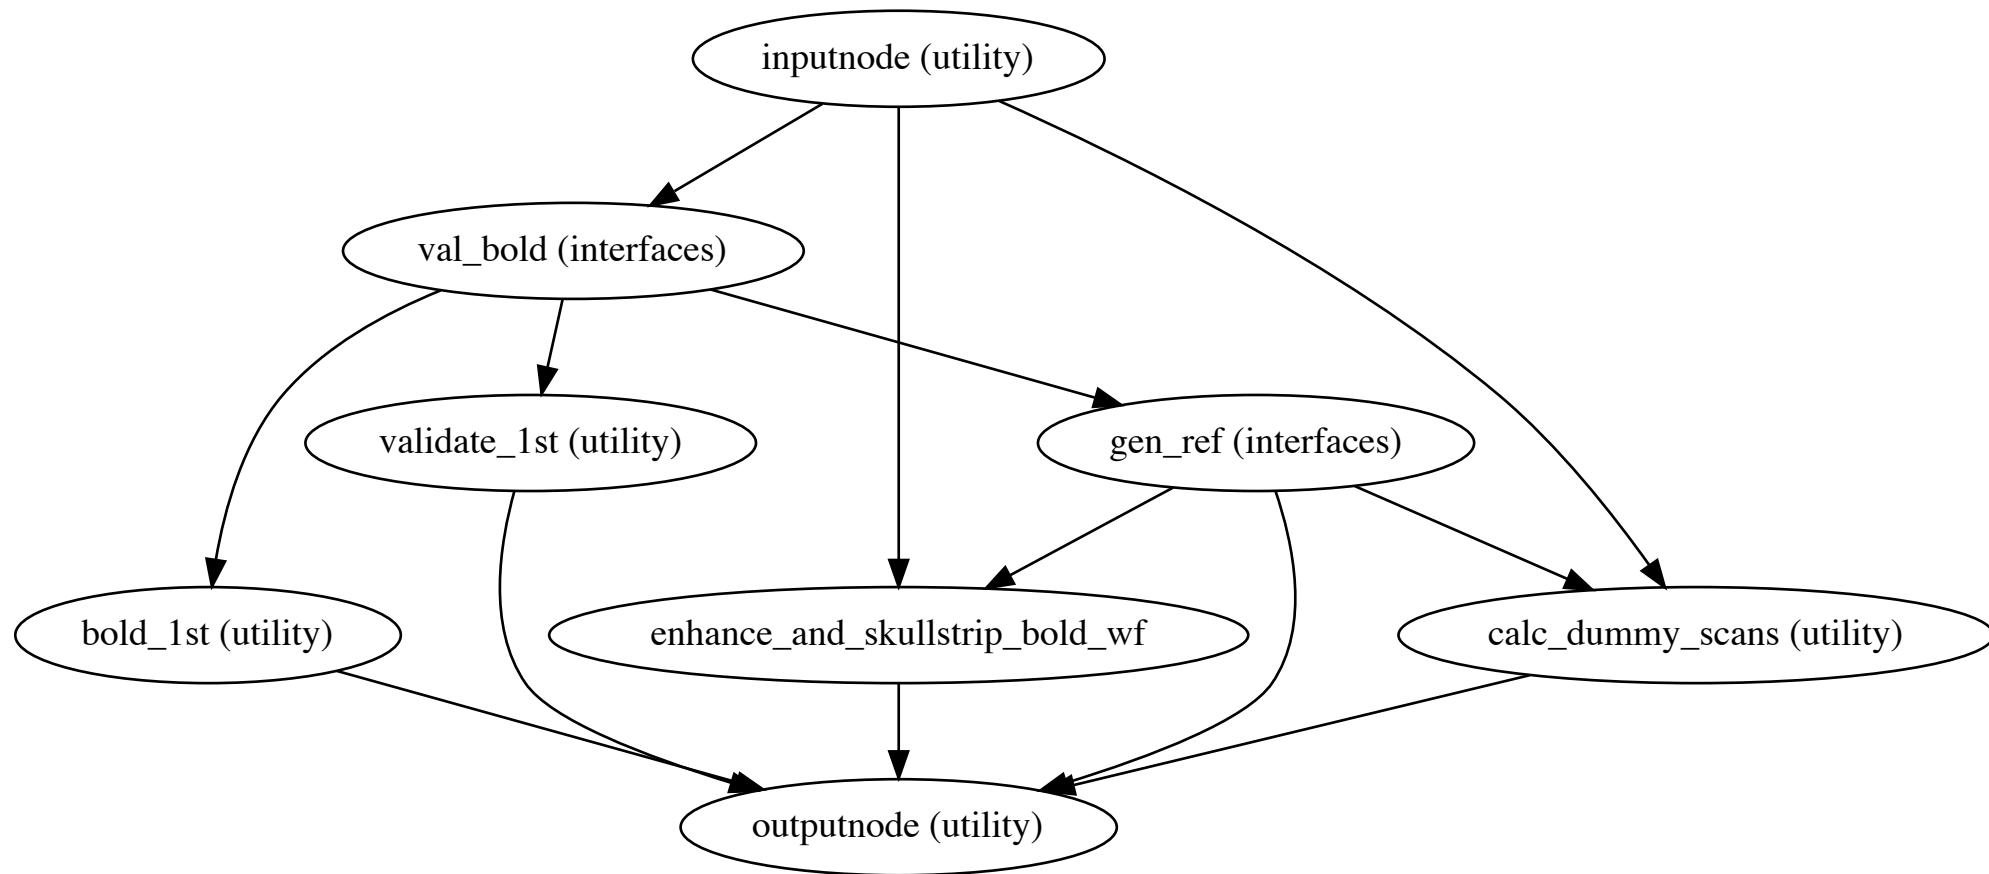 inputnode (utility)
val_bold (interfaces)
validate_1st (utility)
gen_ref (interfaces)
bold_1st (utility)
enhance_and_skullstrip_bold_wf
calc_dummy_scans (utility)
outputnode (utility)